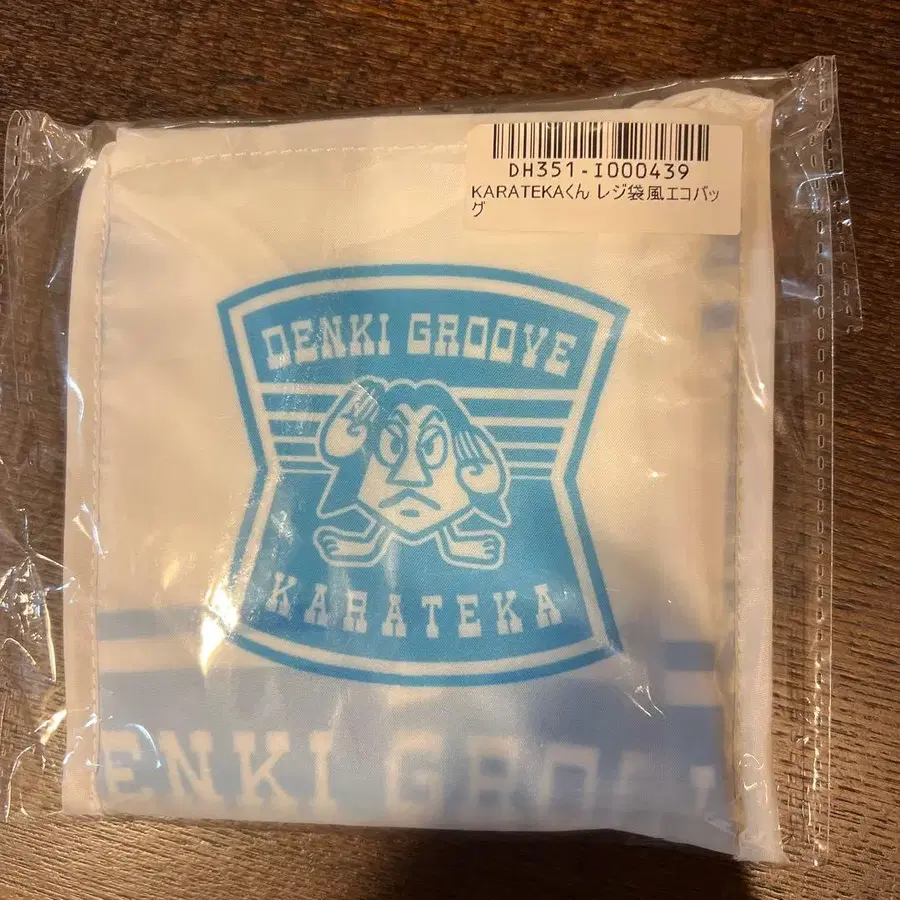 DH351-I000439
KARATEKAくん レジ袋風エコバッ
グ
DENKI GROOVE
KARATEKA
ENKI GROO